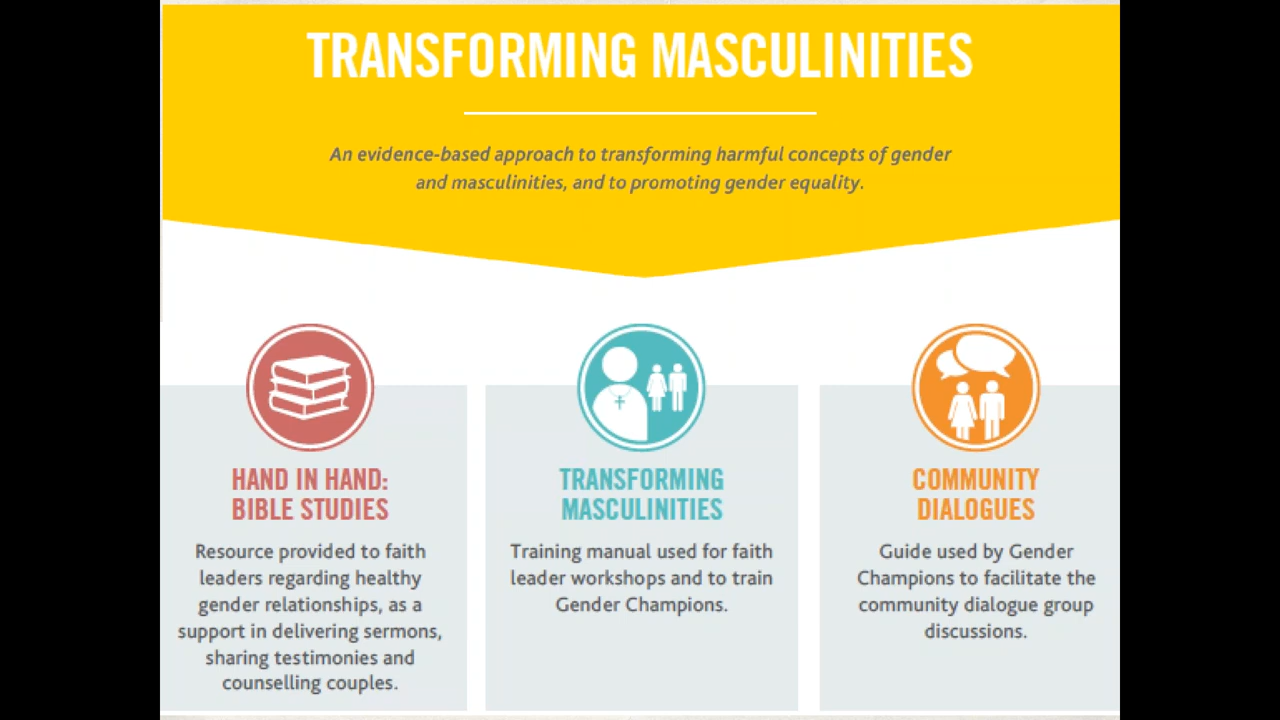 TRANSFORMING MASCULINITIES
An evidence-based approach to transforming harmful concepts of gender
and masculinities, and to promoting gender equality.
HAND IN HAND:
BIBLE STUDIES
Resource provided to faith
leaders regarding healthy
gender relationships, as a
support in delivering sermons,
sharing testimonies and
counselling couples.
TRANSFORMING
MASCULINITIES
Training manual used for faith
leader workshops and to train
Gender Champions.
COMMUNITY
DIALOGUES
Guide used by Gender
Champions to facilitate the
community dialogue group
discussions.